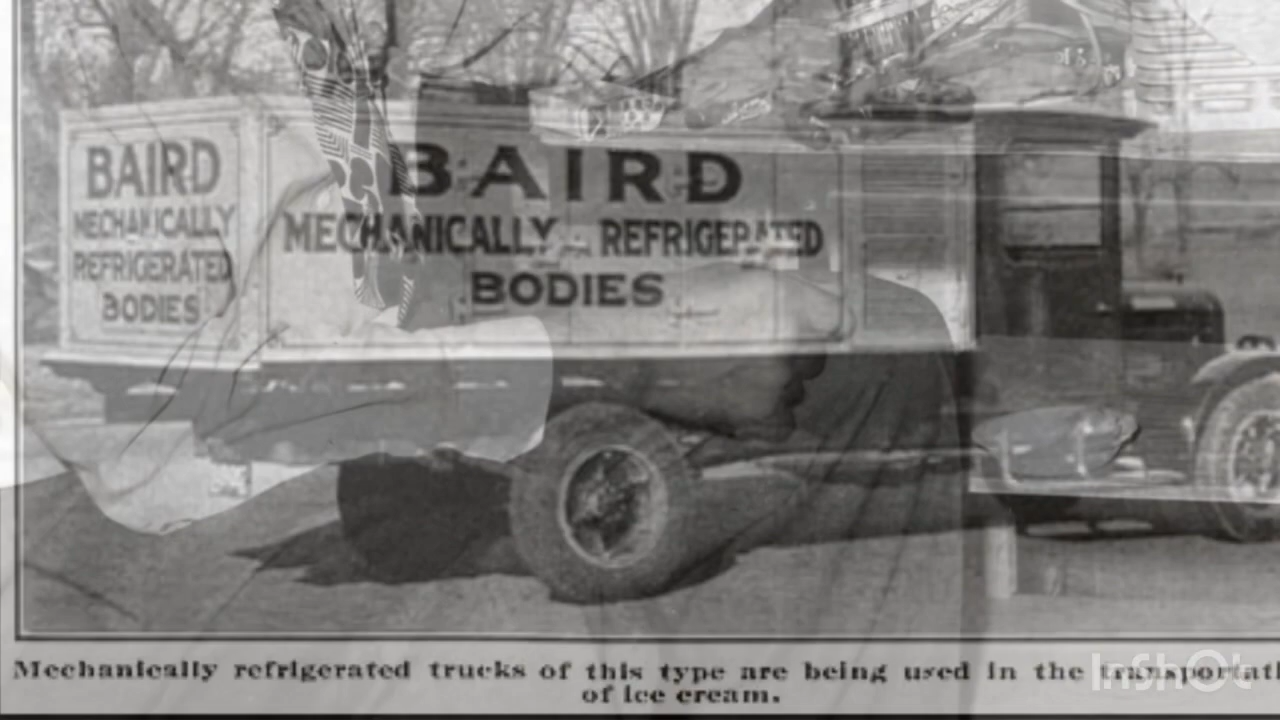 BAIRD
MECHANICALLY
REFRIGERATED
BODIES
BAIRD
MECHANICALLY REFRIGERATED
BODIES
Mechanically refrigerated trucks of this type are being used in the transportati
of ice cream.
InShOt